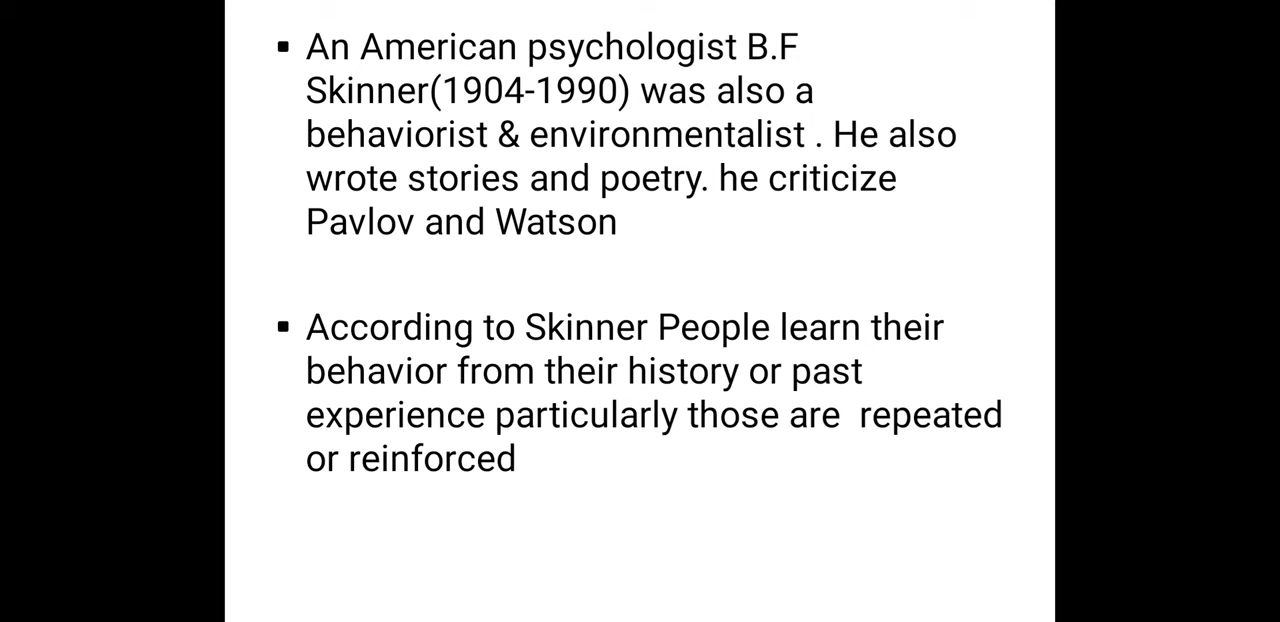 ▪ An American psychologist B.F
Skinner(1904-1990) was also a
behaviorist & environmentalist . He also
wrote stories and poetry. he criticize
Pavlov and Watson
▪ According to Skinner People learn their
behavior from their history or past
experience particularly those are  repeated
or reinforced